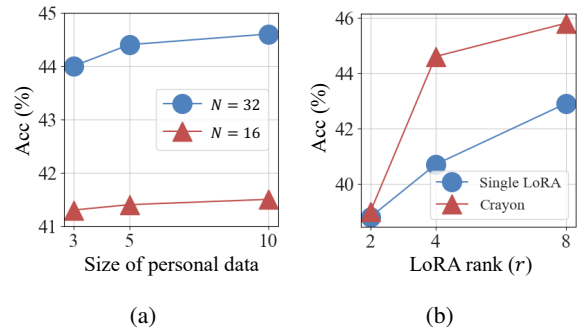 45
44
43
42
41
Acc (%)
3
5
10
Size of personal data
N = 32
N = 16
(a)
46
44
42
40
Acc (%)
2
4
8
LoRA rank (r)
Single LoRA
Crayon
(b)